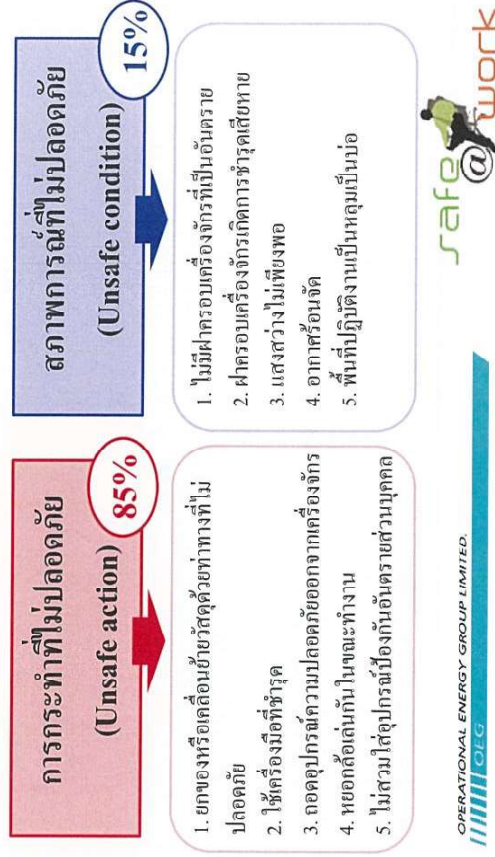 การกระทำที่ไม่ปลอดภัย
(Unsafe action)
85%
1. ยกของหรือเคลื่อนย้ายวัสดุด้วยท่าทางที่ไม่
ปลอดภัย
2. ใช้เครื่องมือที่ชำรุด
3. ถอดอุปกรณ์ความปลอดภัยออกจากเครื่องจักร
4. หยอกล้อเล่นกันในขณะทำงาน
5. ไม่สวมใส่อุปกรณ์ป้องกันอันตรายส่วนบุคคล
สภาพการณ์ที่ไม่ปลอดภัย
(Unsafe condition)
15%
1. ไม่มีฝาครอบเครื่องจักรที่เป็นอันตราย
2. ฝาครอบเครื่องจักรเกิดการชำรุดเสียหาย
3. แสงสว่างไม่เพียงพอ
4. อากาศร้อนจัด
5. พื้นที่ปฏิบัติงานเป็นหลุมเป็นบ่อ
OPERATIONAL ENERGY GROUP LIMITED.
OEG
safe@work